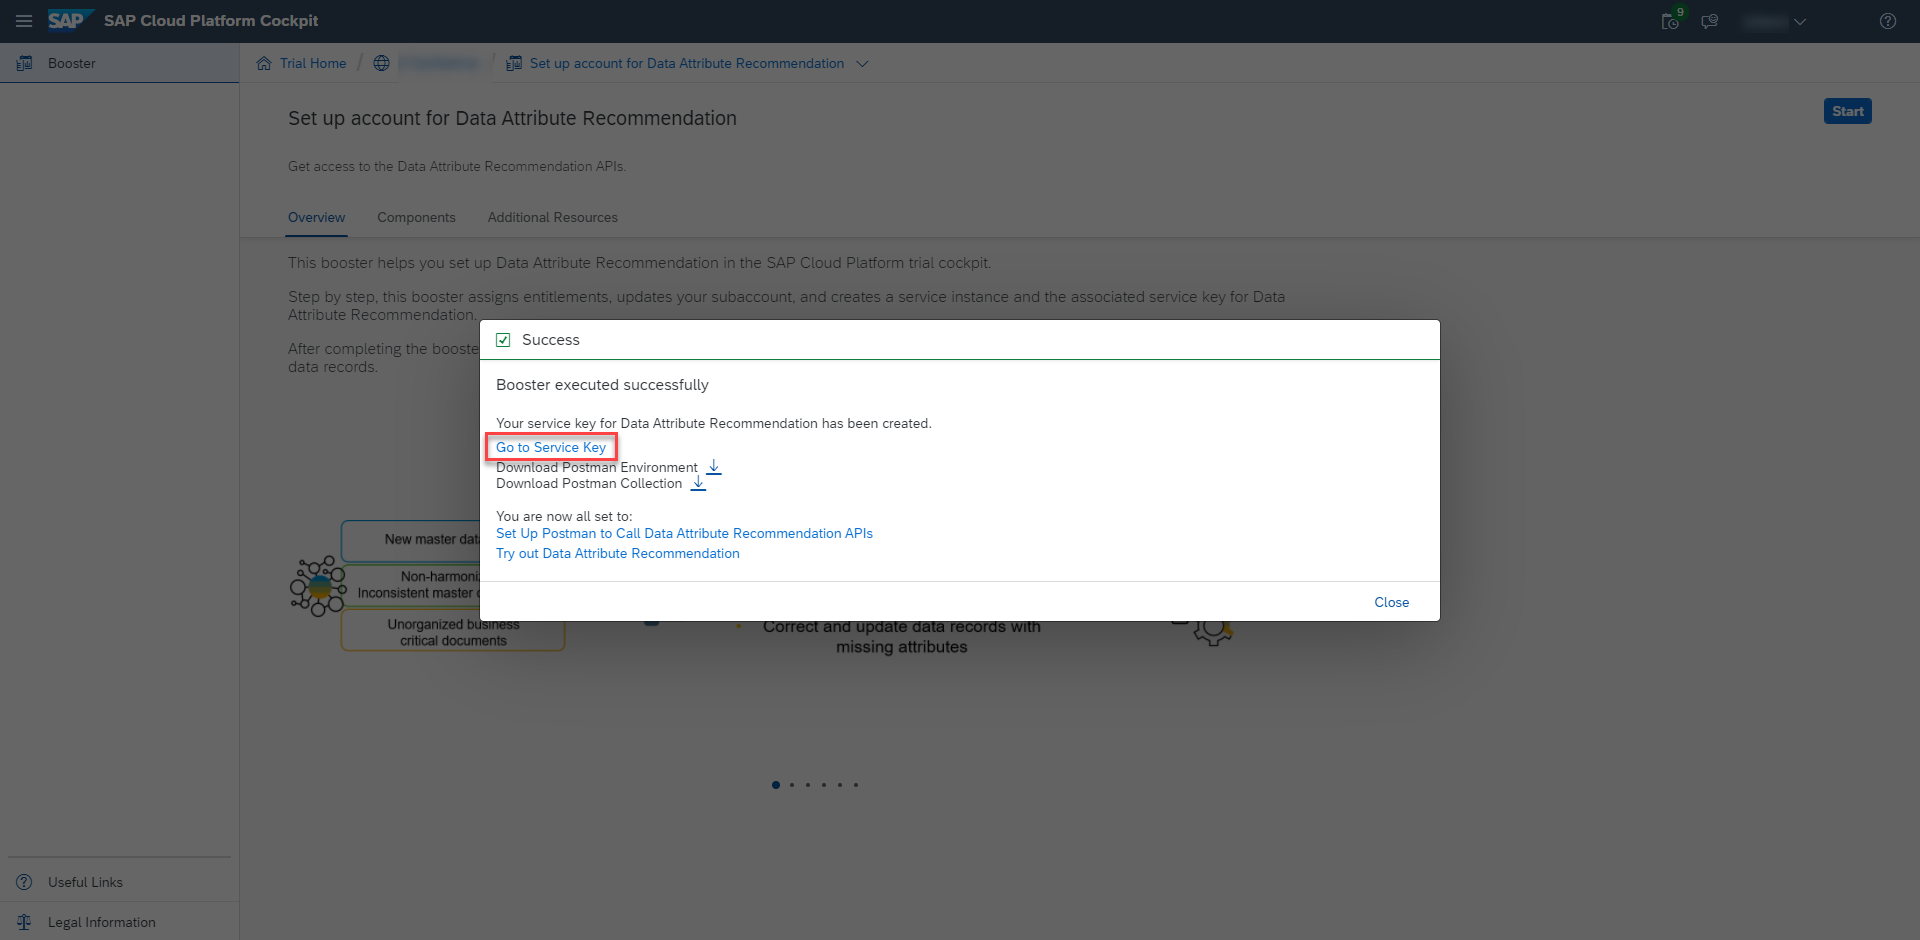 SAP SAP Cloud Platform Cockpit
9
Booster
Trial Home / / Set up account for Data Attribute Recommendation
Set up account for Data Attribute Recommendation
Start
Get access to the Data Attribute Recommendation APIs.
Overview Components Additional Resources
This booster helps you set up Data Attribute Recommendation in the SAP Cloud Platform trial cockpit.
Step by step, this booster assigns entitlements, updates your subaccount, and creates a service instance and the associated service key for Data
Attribute Recommendation.
After completing the booste
data records.
Success
Booster executed successfully
Your service key for Data Attribute Recommendation has been created.
Go to Service Key
Download Postman Environment
Download Postman Collection
You are now all set to:
Set Up Postman to Call Data Attribute Recommendation APIs
Try out Data Attribute Recommendation
Close
New master dat
Non-harmoni
Inconsistent master
Unorganized business
critical documents
Correct and update data records with
missing attributes
Useful Links
Legal Information